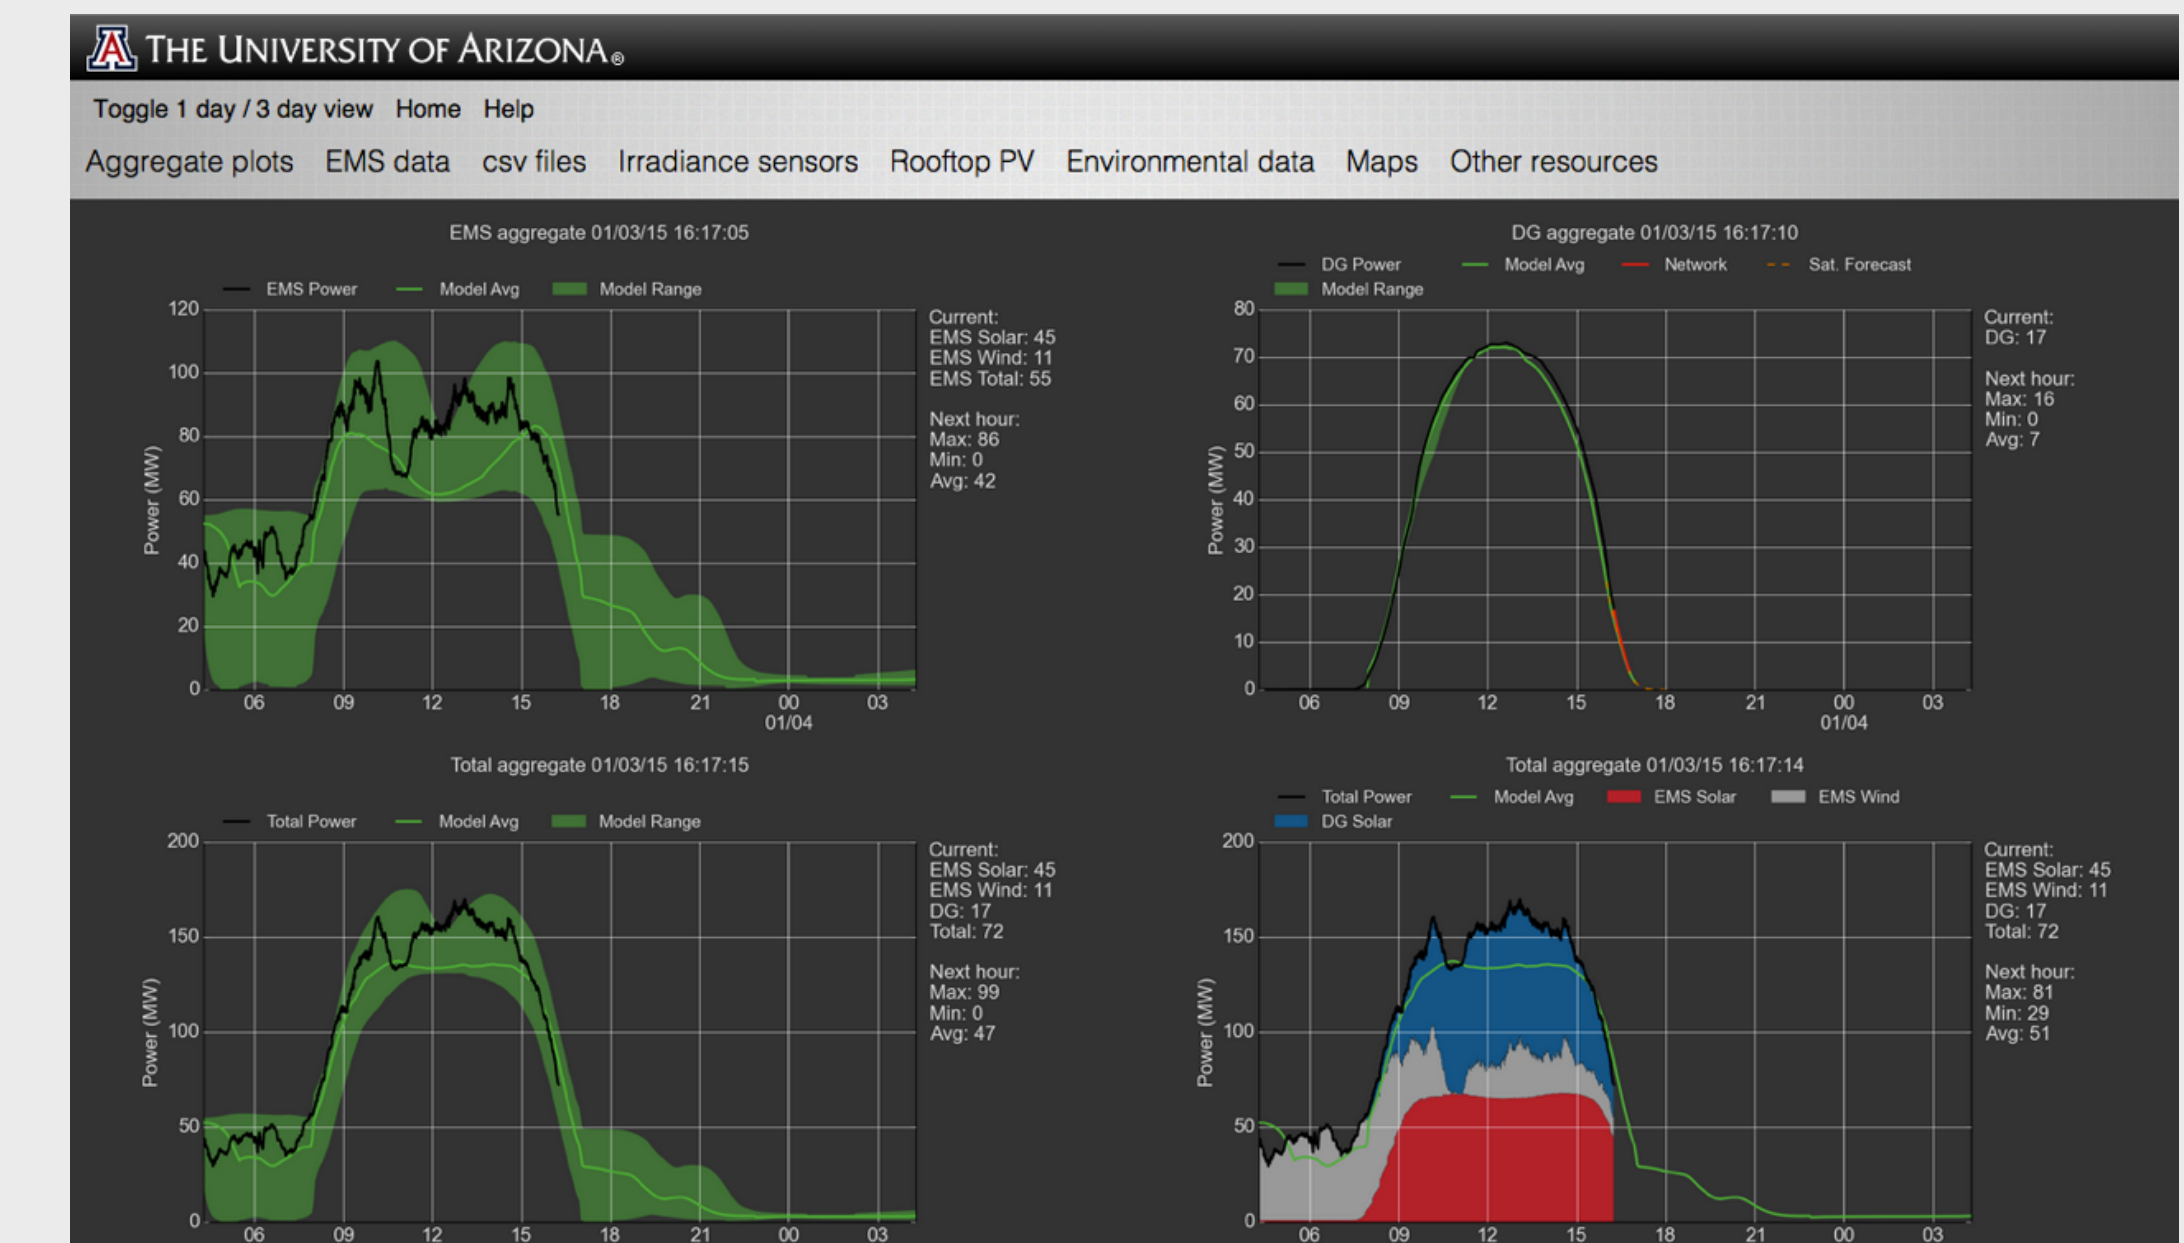 THE UNIVERSITY OF ARIZONA®
Toggle 1 day / 3 day view Home Help
Aggregate plots EMS data csv files Irradiance sensors Rooftop PV Environmental data Maps Other resources
EMS aggregate 01/03/15 16:17:05
EMS Power Model Avg Model Range
120
100
80
60
40
20
0
Power (MW)
06 09 12 15 18 21 00 03
01/04
Current:
EMS Solar: 45
EMS Wind: 11
EMS Total: 55
Next hour:
Max: 86
Min: 0
Avg: 42
DG aggregate 01/03/15 16:17:10
DG Power Model Avg Network Sat. Forecast
Model Range
80
70
60
50
40
30
20
10
0
Power (MW)
06 09 12 15 18 21 00 03
01/04
Current:
DG: 17
Next hour:
Max: 16
Min: 0
Avg: 7
Total aggregate 01/03/15 16:17:15
Total Power Model Avg Model Range
200
150
100
50
0
Power (MW)
06 09 12 15 18 21 00 03
Current:
EMS Solar: 45
EMS Wind: 11
DG: 17
Total: 72
Next hour:
Max: 99
Min: 0
Avg: 47
Total aggregate 01/03/15 16:17:14
Total Power Model Avg EMS Solar EMS Wind
DG Solar
200
150
100
50
0
Power (MW)
06 09 12 15 18 21 00 03
Current:
EMS Solar: 45
EMS Wind: 11
DG: 17
Total: 72
Next hour:
Max: 81
Min: 29
Avg: 51